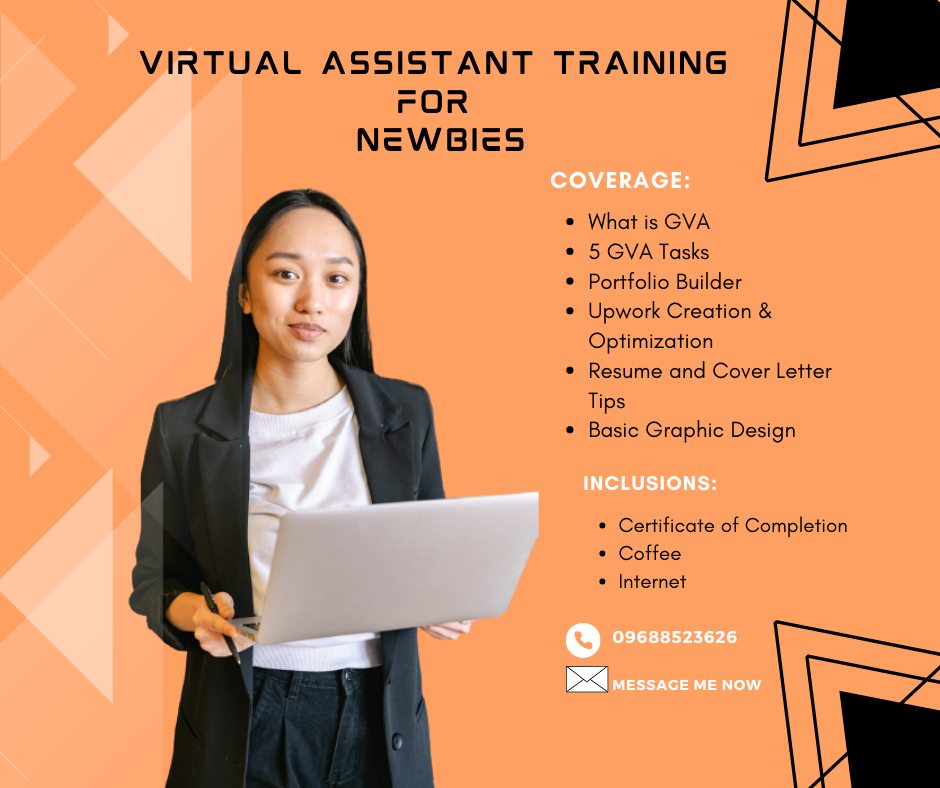 VIRTUAL ASSISTANT TRAINING
FOR
NEWBIES
COVERAGE:
• What is GVA
• 5 GVA Tasks
• Portfolio Builder
• Upwork Creation &
Optimization
• Resume and Cover Letter
Tips
• Basic Graphic Design
INCLUSIONS:
• Certificate of Completion
• Coffee
• Internet
09688523626
MESSAGE ME NOW